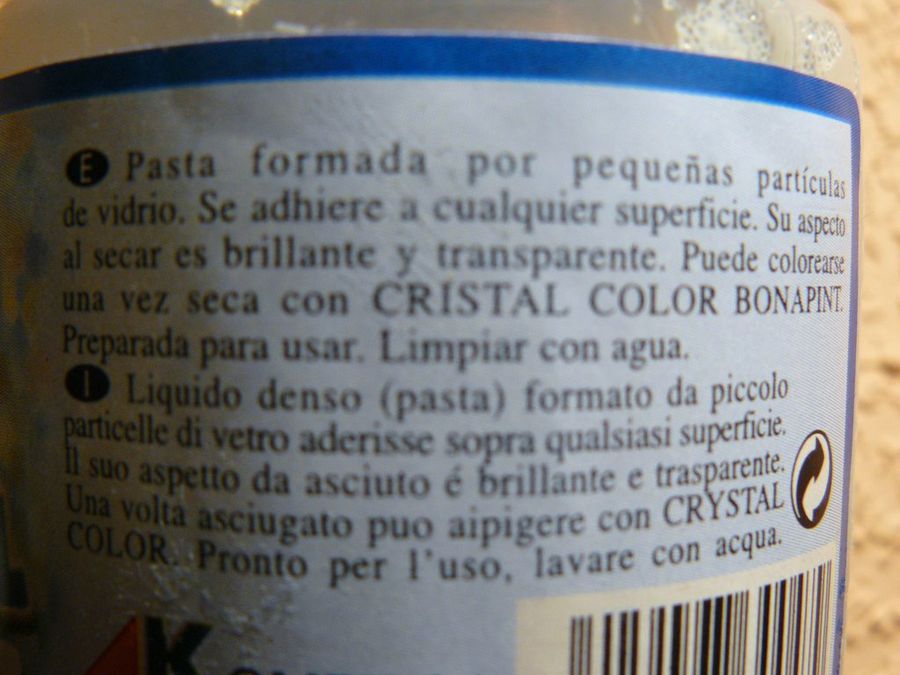 E Pasta formada por pequeñas partículas
de vidrio. Se adhiere a cualquier superficie. Su aspecto
al secar es brillante y transparente. Puede colorearse
una vez seca con CRISTAL COLOR BONAPINT.
Preparada para usar. Limpiar con agua.
I Liquido denso (pasta) formato da piccolo
particelle di vetro aderisse sopra qualsiasi superficie.
Il suo aspetto da asciuto é brillante e trasparente.
Una volta asciugato puo aipigere con CRYSTAL
COLOR. Pronto per l'uso, lavare con acqua.